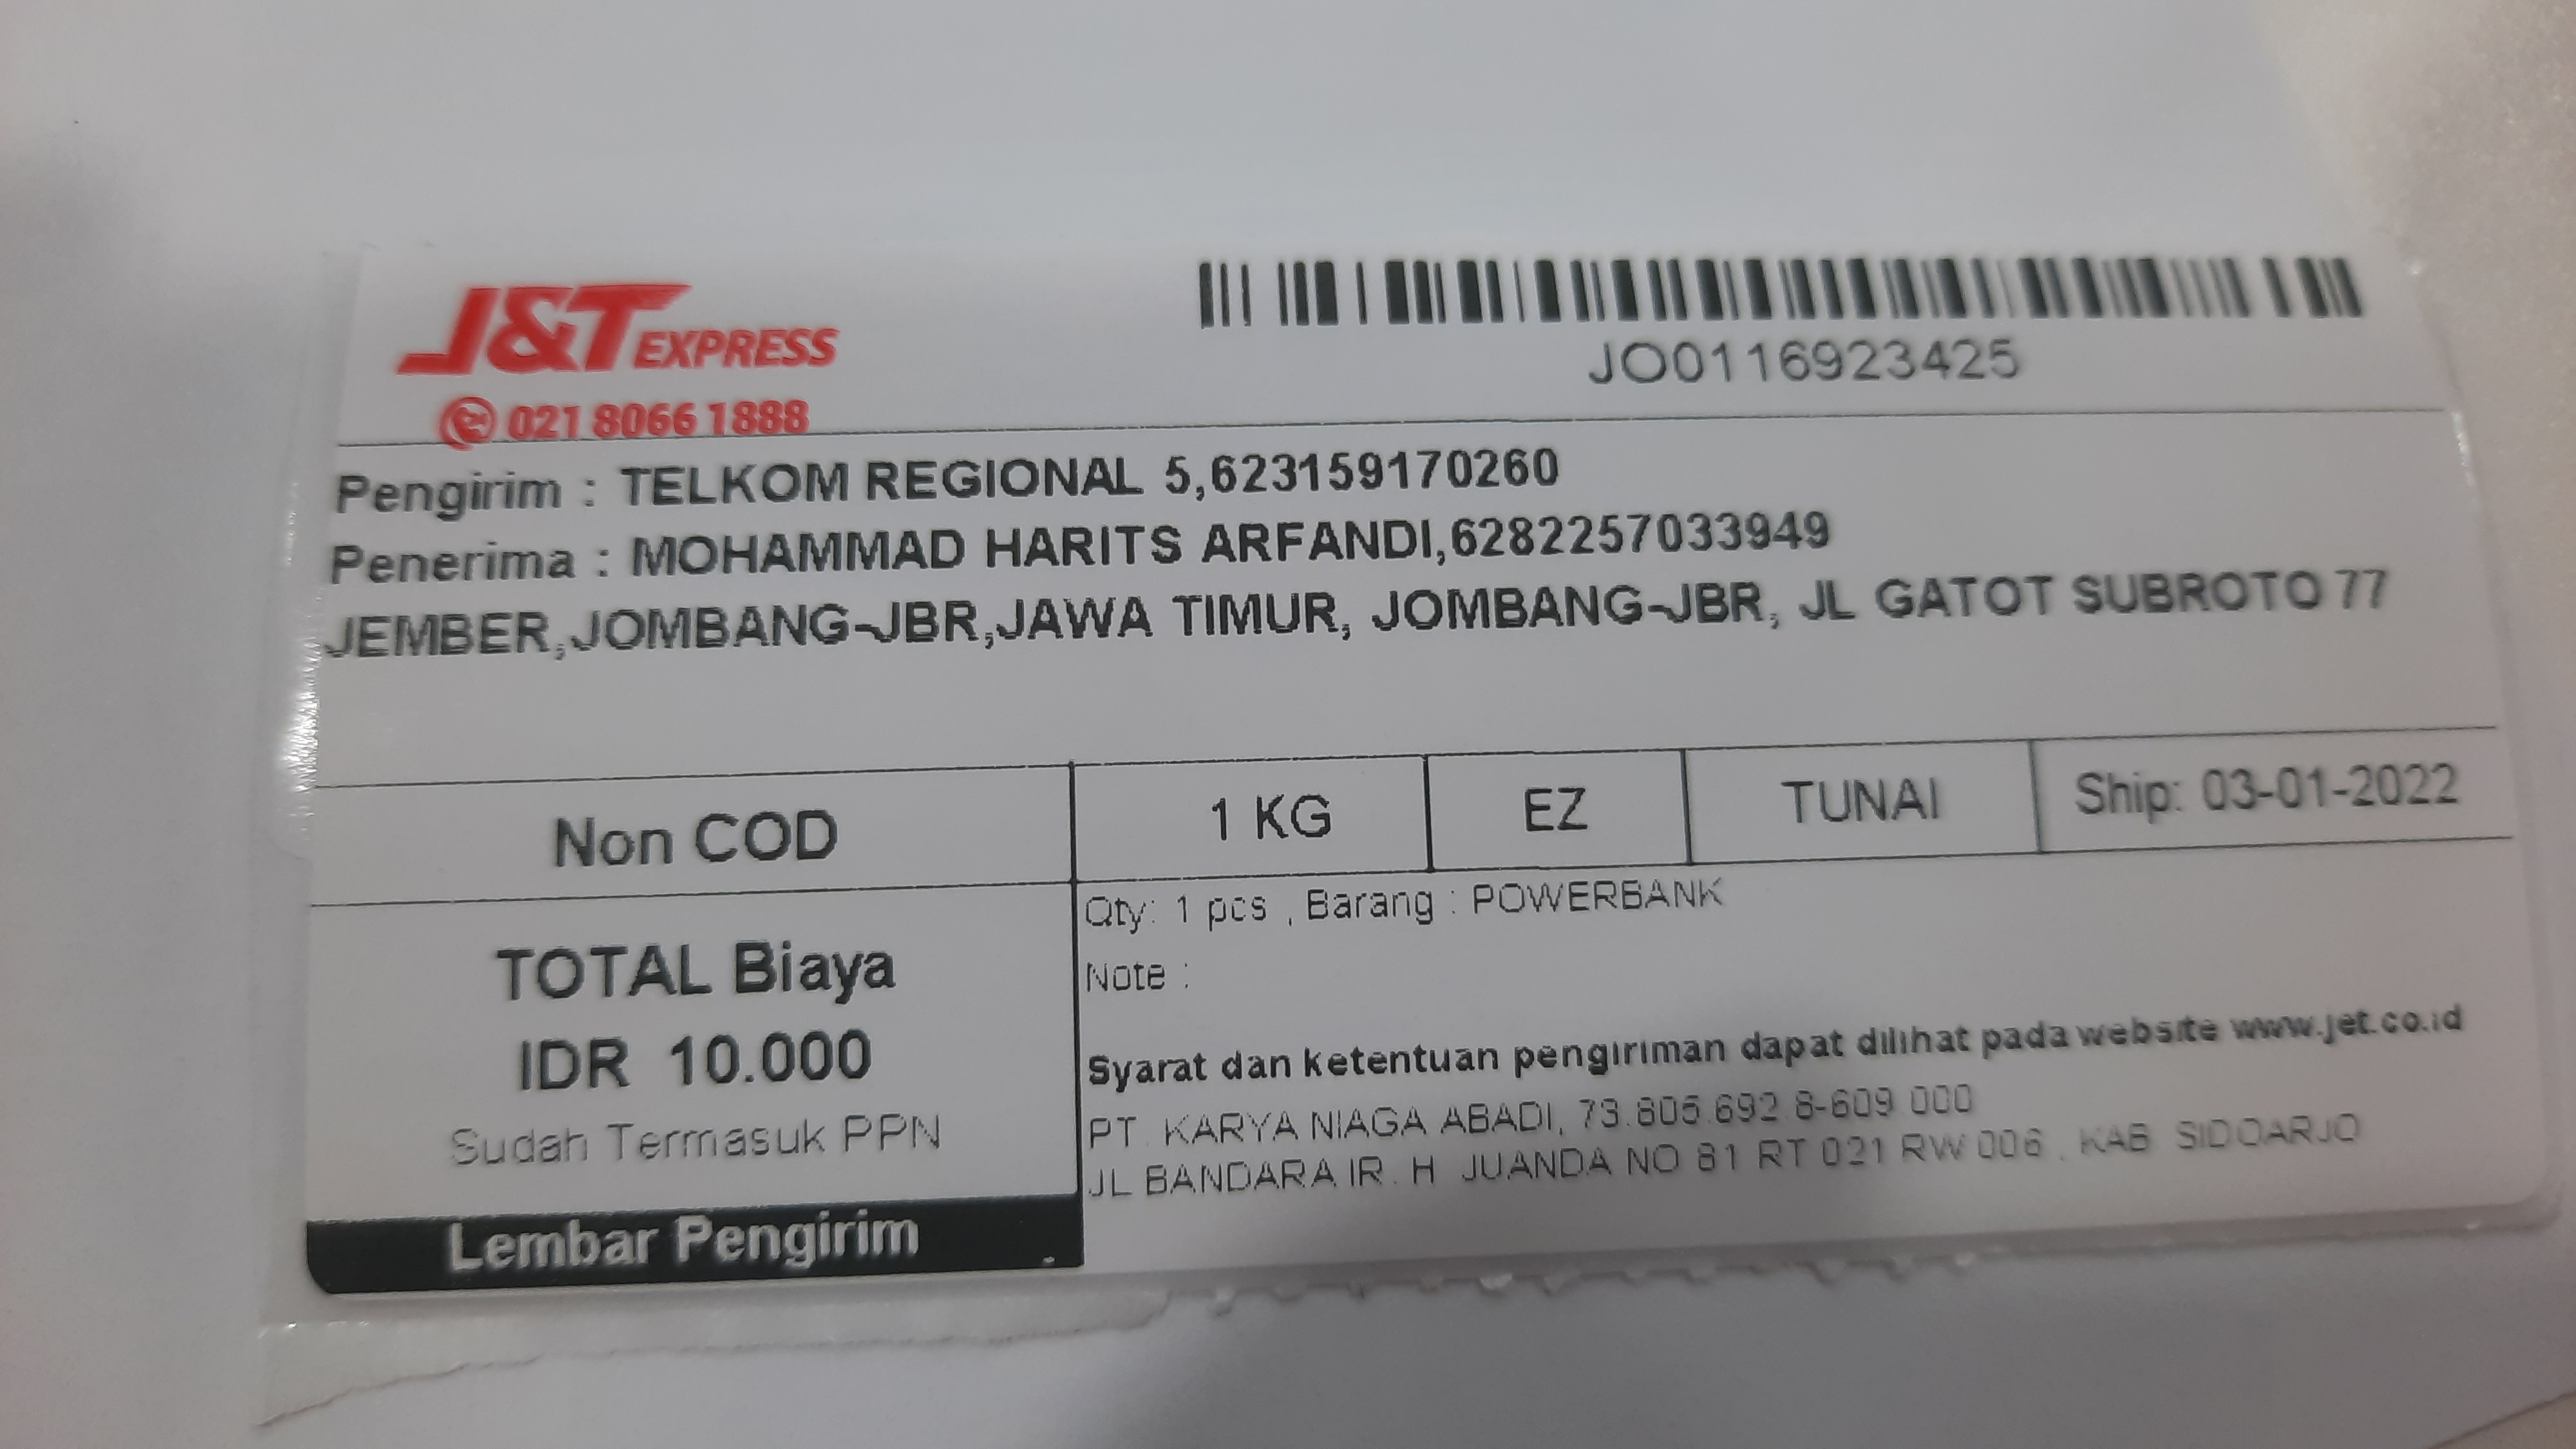 J&T EXPRESS
021 8066 1888
JO0116923425
Pengirim : TELKOM REGIONAL 5,623159170260
Penerima : MOHAMMAD HARITS ARFANDI,6282257033949
JEMBER,JOMBANG-JBR,JAWA TIMUR, JOMBANG-JBR, JL GATOT SUBROTO 77
Non COD
1 KG
EZ
TUNAI
Ship: 03-01-2022
TOTAL Biaya
IDR 10.000
Sudah Termasuk PPN
Lembar Pengirim
Qty: 1 pcs , Barang : POWERBANK
Note :
Syarat dan ketentuan pengiriman dapat dilihat pada website www.jet.co.id
PT. KARYA NIAGA ABADI, 73.805.692.8-609.000
JL BANDARA IR. H JUANDA NO 81 RT 021 RW 006 . KAB SIDOARJO